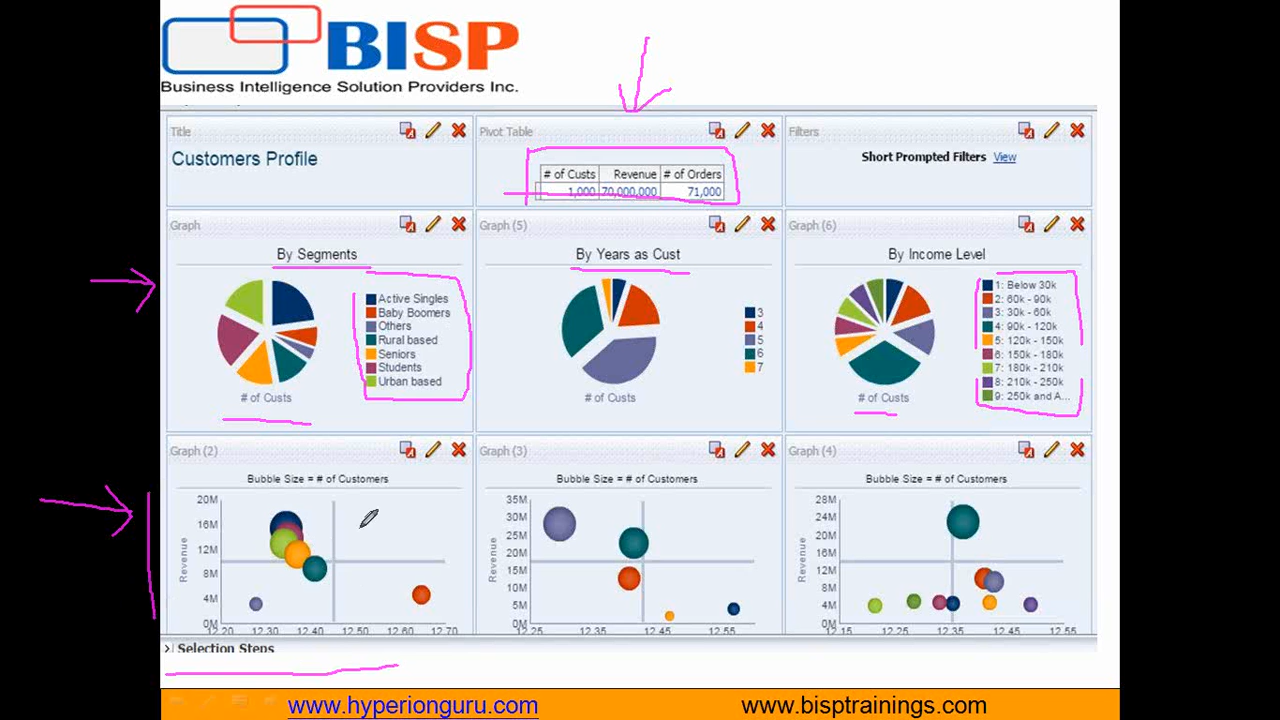 BISP
Business Intelligence Solution Providers Inc.
Title
Customers Profile
Pivot Table
# of Custs Revenue # of Orders
1,000 70,000,000 71,000
Filters
Short Prompted Filters View
Graph
By Segments
Active Singles
Baby Boomers
Others
Rural based
Seniors
Students
Urban based
# of Custs
Graph (5)
By Years as Cust
3
4
5
6
7
# of Custs
Graph (6)
By Income Level
1: Below 30k
2: 60k - 90k
3: 30k - 60k
4: 90k - 120k
5: 120k - 150k
6: 150k - 180k
7: 180k - 210k
8: 210k - 250k
9: 250k and A...
# of Custs
Graph (2)
Bubble Size = # of Customers
Revenue
20M
16M
12M
8M
4M
0M
12.20 12.30 12.40 12.50 12.60 12.70
Graph (3)
Bubble Size = # of Customers
Revenue
35M
30M
25M
20M
15M
10M
5M
0M
12.25 12.35 12.45 12.55
Graph (4)
Bubble Size = # of Customers
Revenue
28M
24M
20M
16M
12M
8M
4M
0M
12.15 12.25 12.35 12.45 12.55
Selection Steps
www.hyperionguru.com www.bisptrainings.com